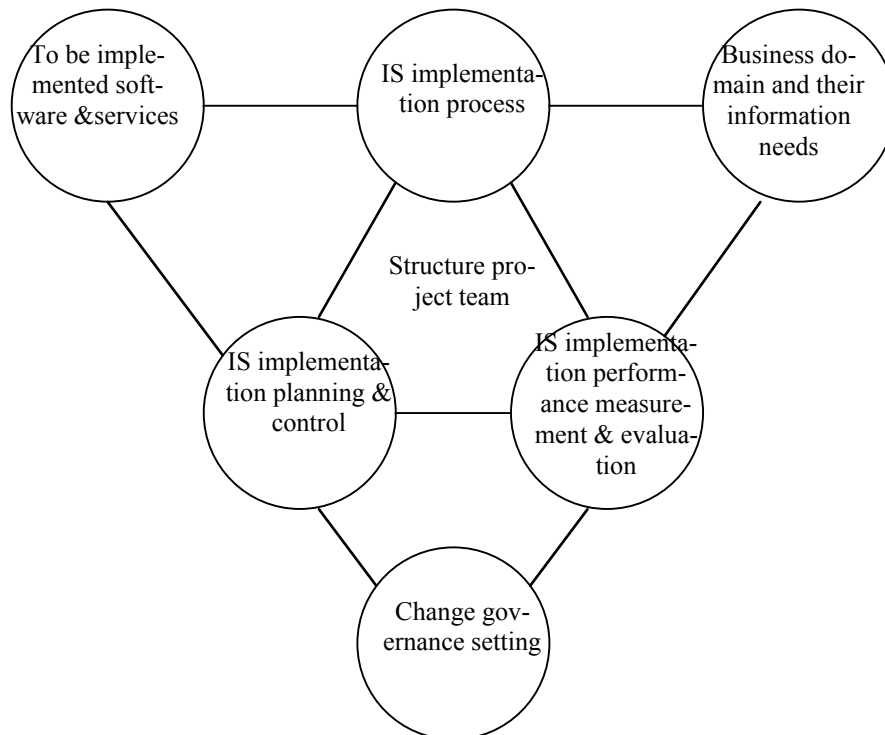 To be imple-
mented soft-
ware &services
IS implementa-
tion process
Business do-
main and their
information
needs
Structure pro-
ject team
IS implementa-
tion planning &
control
IS implementa-
tion perform-
ance measure-
ment & evalua-
tion
Change gov-
ernance setting